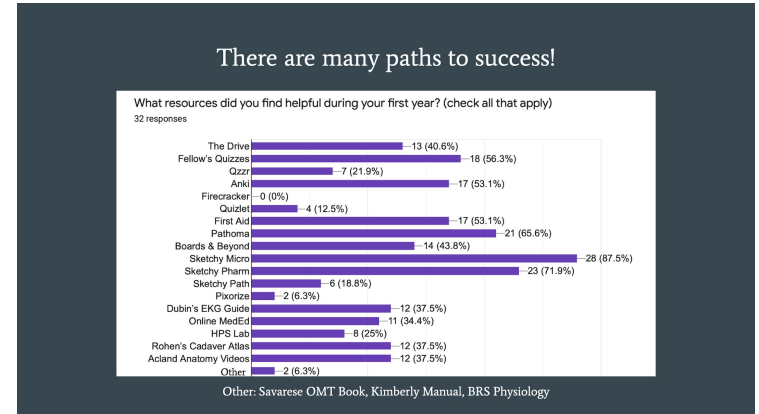 There are many paths to success!
What resources did you find helpful during your first year? (check all that apply)
32 responses
The Drive 13 (40.6%)
Fellow's Quizzes 18 (56.3%)
Qzzr 7 (21.9%)
Anki 17 (53.1%)
Firecracker 0 (0%)
Quizlet 4 (12.5%)
First Aid 17 (53.1%)
Pathoma 21 (65.6%)
Boards & Beyond 14 (43.8%)
Sketchy Micro 28 (87.5%)
Sketchy Pharm 23 (71.9%)
Sketchy Path 6 (18.8%)
Pixorize 2 (6.3%)
Dubin's EKG Guide 12 (37.5%)
Online MedEd 11 (34.4%)
HPS Lab 8 (25%)
Rohen's Cadaver Atlas 12 (37.5%)
Acland Anatomy Videos 12 (37.5%)
Other 2 (6.3%)
Other: Savarese OMT Book, Kimberly Manual, BRS Physiology